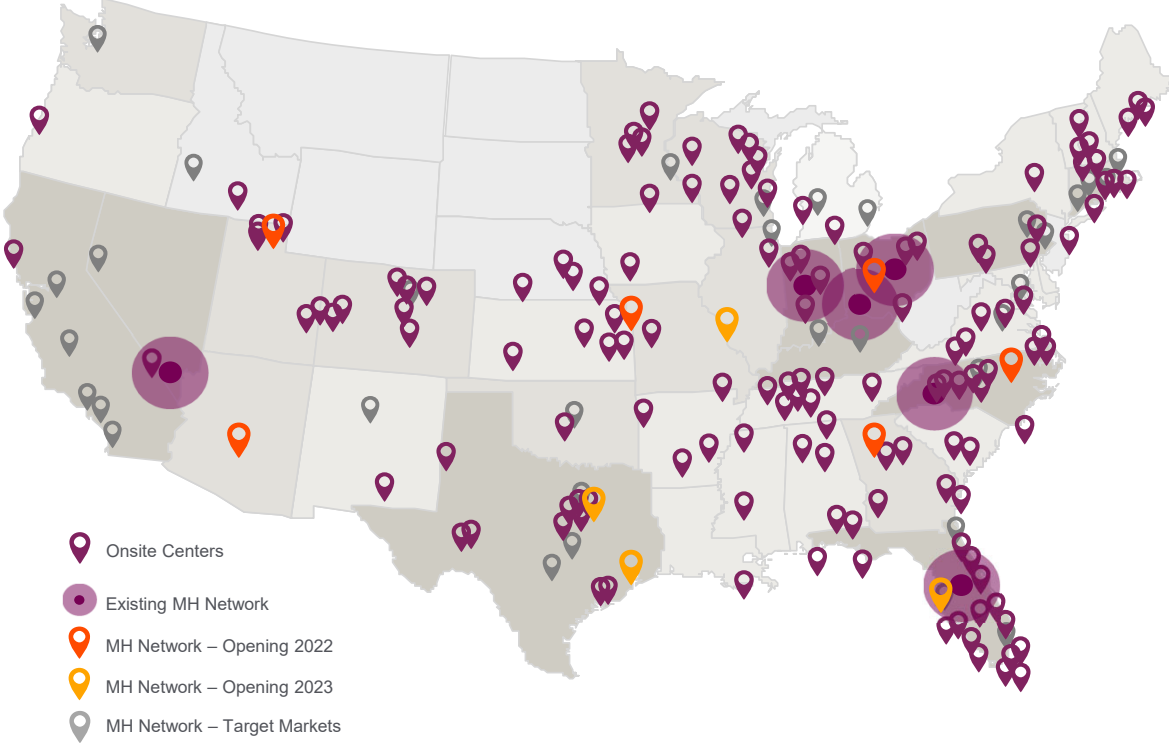 Onsite Centers
Existing MH Network
MH Network – Opening 2022
MH Network – Opening 2023
MH Network – Target Markets